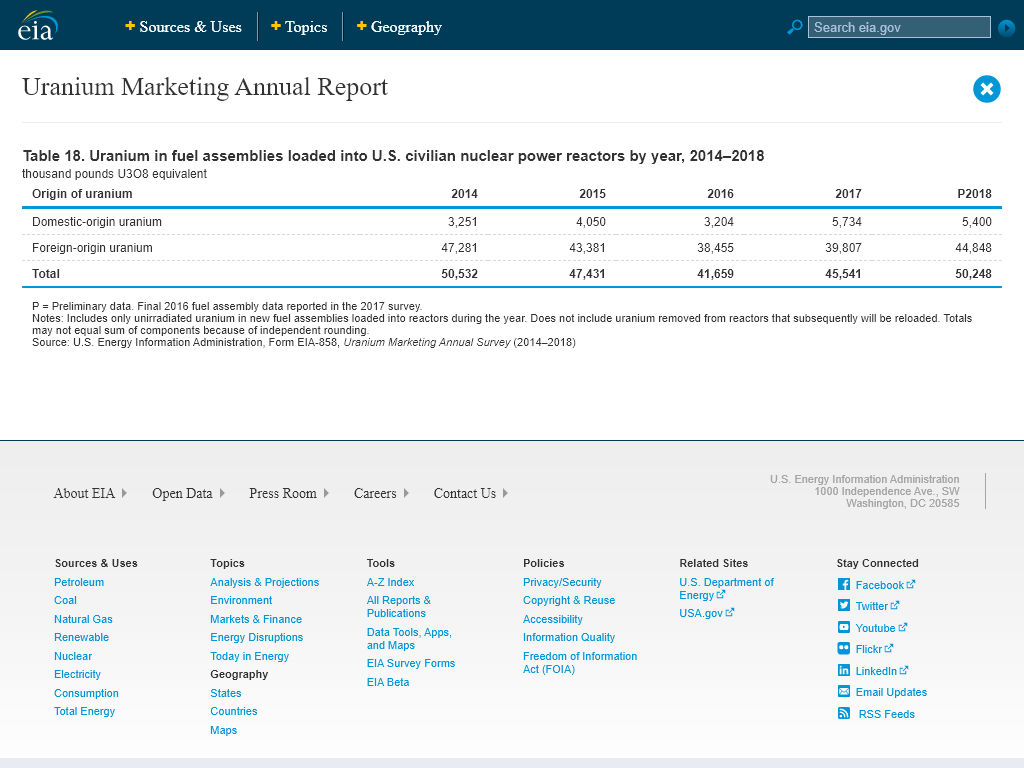 eia
Sources & Uses
Topics
Geography
Search eia.gov
Uranium Marketing Annual Report
Table 18. Uranium in fuel assemblies loaded into U.S. civilian nuclear power reactors by year, 2014–2018
thousand pounds U3O8 equivalent
Origin of uranium 2014 2015 2016 2017 P2018
Domestic-origin uranium 3,251 4,050 3,204 5,734 5,400
Foreign-origin uranium 47,281 43,381 38,455 39,807 44,848
Total 50,532 47,431 41,659 45,541 50,248
P = Preliminary data. Final 2016 fuel assembly data reported in the 2017 survey.
Notes: Includes only unirradiated uranium in new fuel assemblies loaded into reactors during the year. Does not include uranium removed from reactors that subsequently will be reloaded. Totals
may not equal sum of components because of independent rounding.
Source: U.S. Energy Information Administration, Form EIA-858, Uranium Marketing Annual Survey (2014–2018)
About EIA
Open Data
Press Room
Careers
Contact Us
U.S. Energy Information Administration
1000 Independence Ave., SW
Washington, DC 20585
Sources & Uses
Petroleum
Coal
Natural Gas
Renewable
Nuclear
Electricity
Consumption
Total Energy
Topics
Analysis & Projections
Environment
Markets & Finance
Energy Disruptions
Today in Energy
Geography
States
Countries
Maps
Tools
A-Z Index
All Reports &
Publications
Data Tools, Apps,
and Maps
EIA Survey Forms
EIA Beta
Policies
Privacy/Security
Copyright & Reuse
Accessibility
Information Quality
Freedom of Information
Act (FOIA)
Related Sites
U.S. Department of
Energy
USA.gov
Stay Connected
Facebook
Twitter
Youtube
Flickr
LinkedIn
Email Updates
RSS Feeds